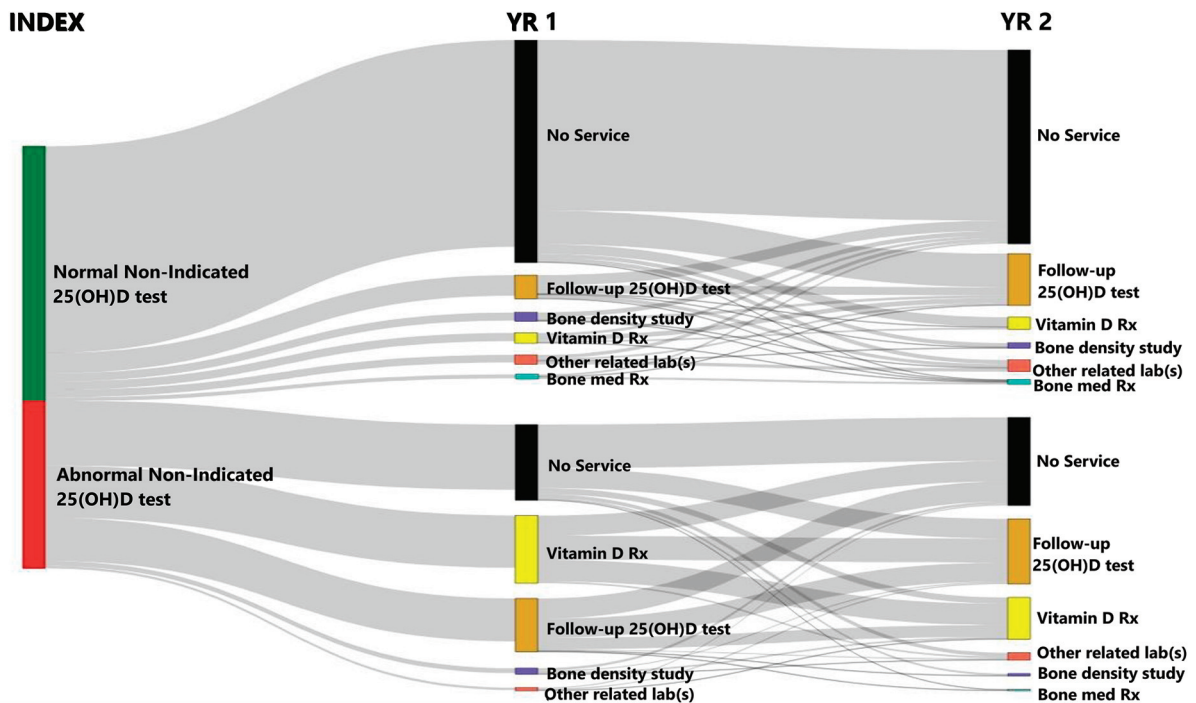 INDEX
YR 1
YR 2
No Service
No Service
Normal Non-Indicated
25(OH)D test
Follow-up 25(OH)D test
Bone density study
Vitamin D Rx
Other related lab(s)
Bone med Rx
Follow-up
25(OH)D test
Vitamin D Rx
Bone density study
Other related lab(s)
Bone med Rx
Abnormal Non-Indicated
25(OH)D test
No Service
Vitamin D Rx
Follow-up 25(OH)D test
Bone density study
Other related lab(s)
No Service
Follow-up
25(OH)D test
Vitamin D Rx
Other related lab(s)
Bone density study
Bone med Rx